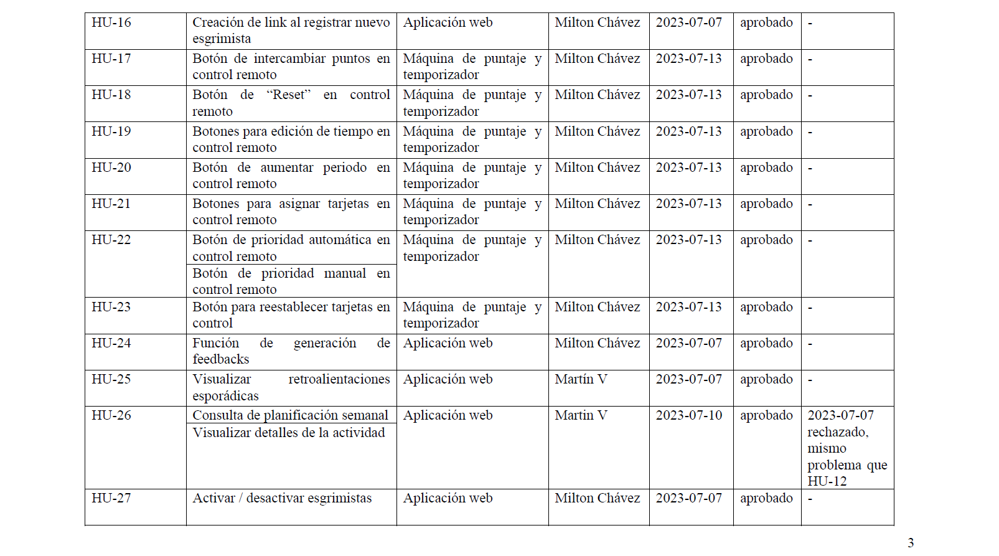 HU-16 Creación de link al registrar nuevo Aplicación web Milton Chávez 2023-07-07 aprobado -
esgrimista
HU-17 Botón de intercambiar puntos en Máquina de puntaje y Milton Chávez 2023-07-13 aprobado -
control remoto temporizador
HU-18 Botón de “Reset” en control Máquina de puntaje y Milton Chávez 2023-07-13 aprobado -
remoto temporizador
HU-19 Botones para edición de tiempo en Máquina de puntaje y Milton Chávez 2023-07-13 aprobado -
control remoto temporizador
HU-20 Botón de aumentar periodo en Máquina de puntaje y Milton Chávez 2023-07-13 aprobado -
control remoto temporizador
HU-21 Botones para asignar tarjetas en Máquina de puntaje y Milton Chávez 2023-07-13 aprobado -
control remoto temporizador
HU-22 Botón de prioridad automática en Máquina de puntaje y Milton Chávez 2023-07-13 aprobado -
control remoto temporizador
Botón de prioridad manual en
control remoto
HU-23 Botón para reestablecer tarjetas en Máquina de puntaje y Milton Chávez 2023-07-13 aprobado -
control temporizador
HU-24 Función de generación de Aplicación web Milton Chávez 2023-07-07 aprobado -
feedbacks
HU-25 Visualizar retroalientaciones Aplicación web Martín V 2023-07-07 aprobado -
esporádicas
HU-26 Consulta de planificación semanal Aplicación web Martin V 2023-07-10 aprobado 2023-07-07
Visualizar detalles de la actividad rechazado,
mismo
problema que
HU-12
HU-27 Activar / desactivar esgrimistas Aplicación web Milton Chávez 2023-07-07 aprobado -
3